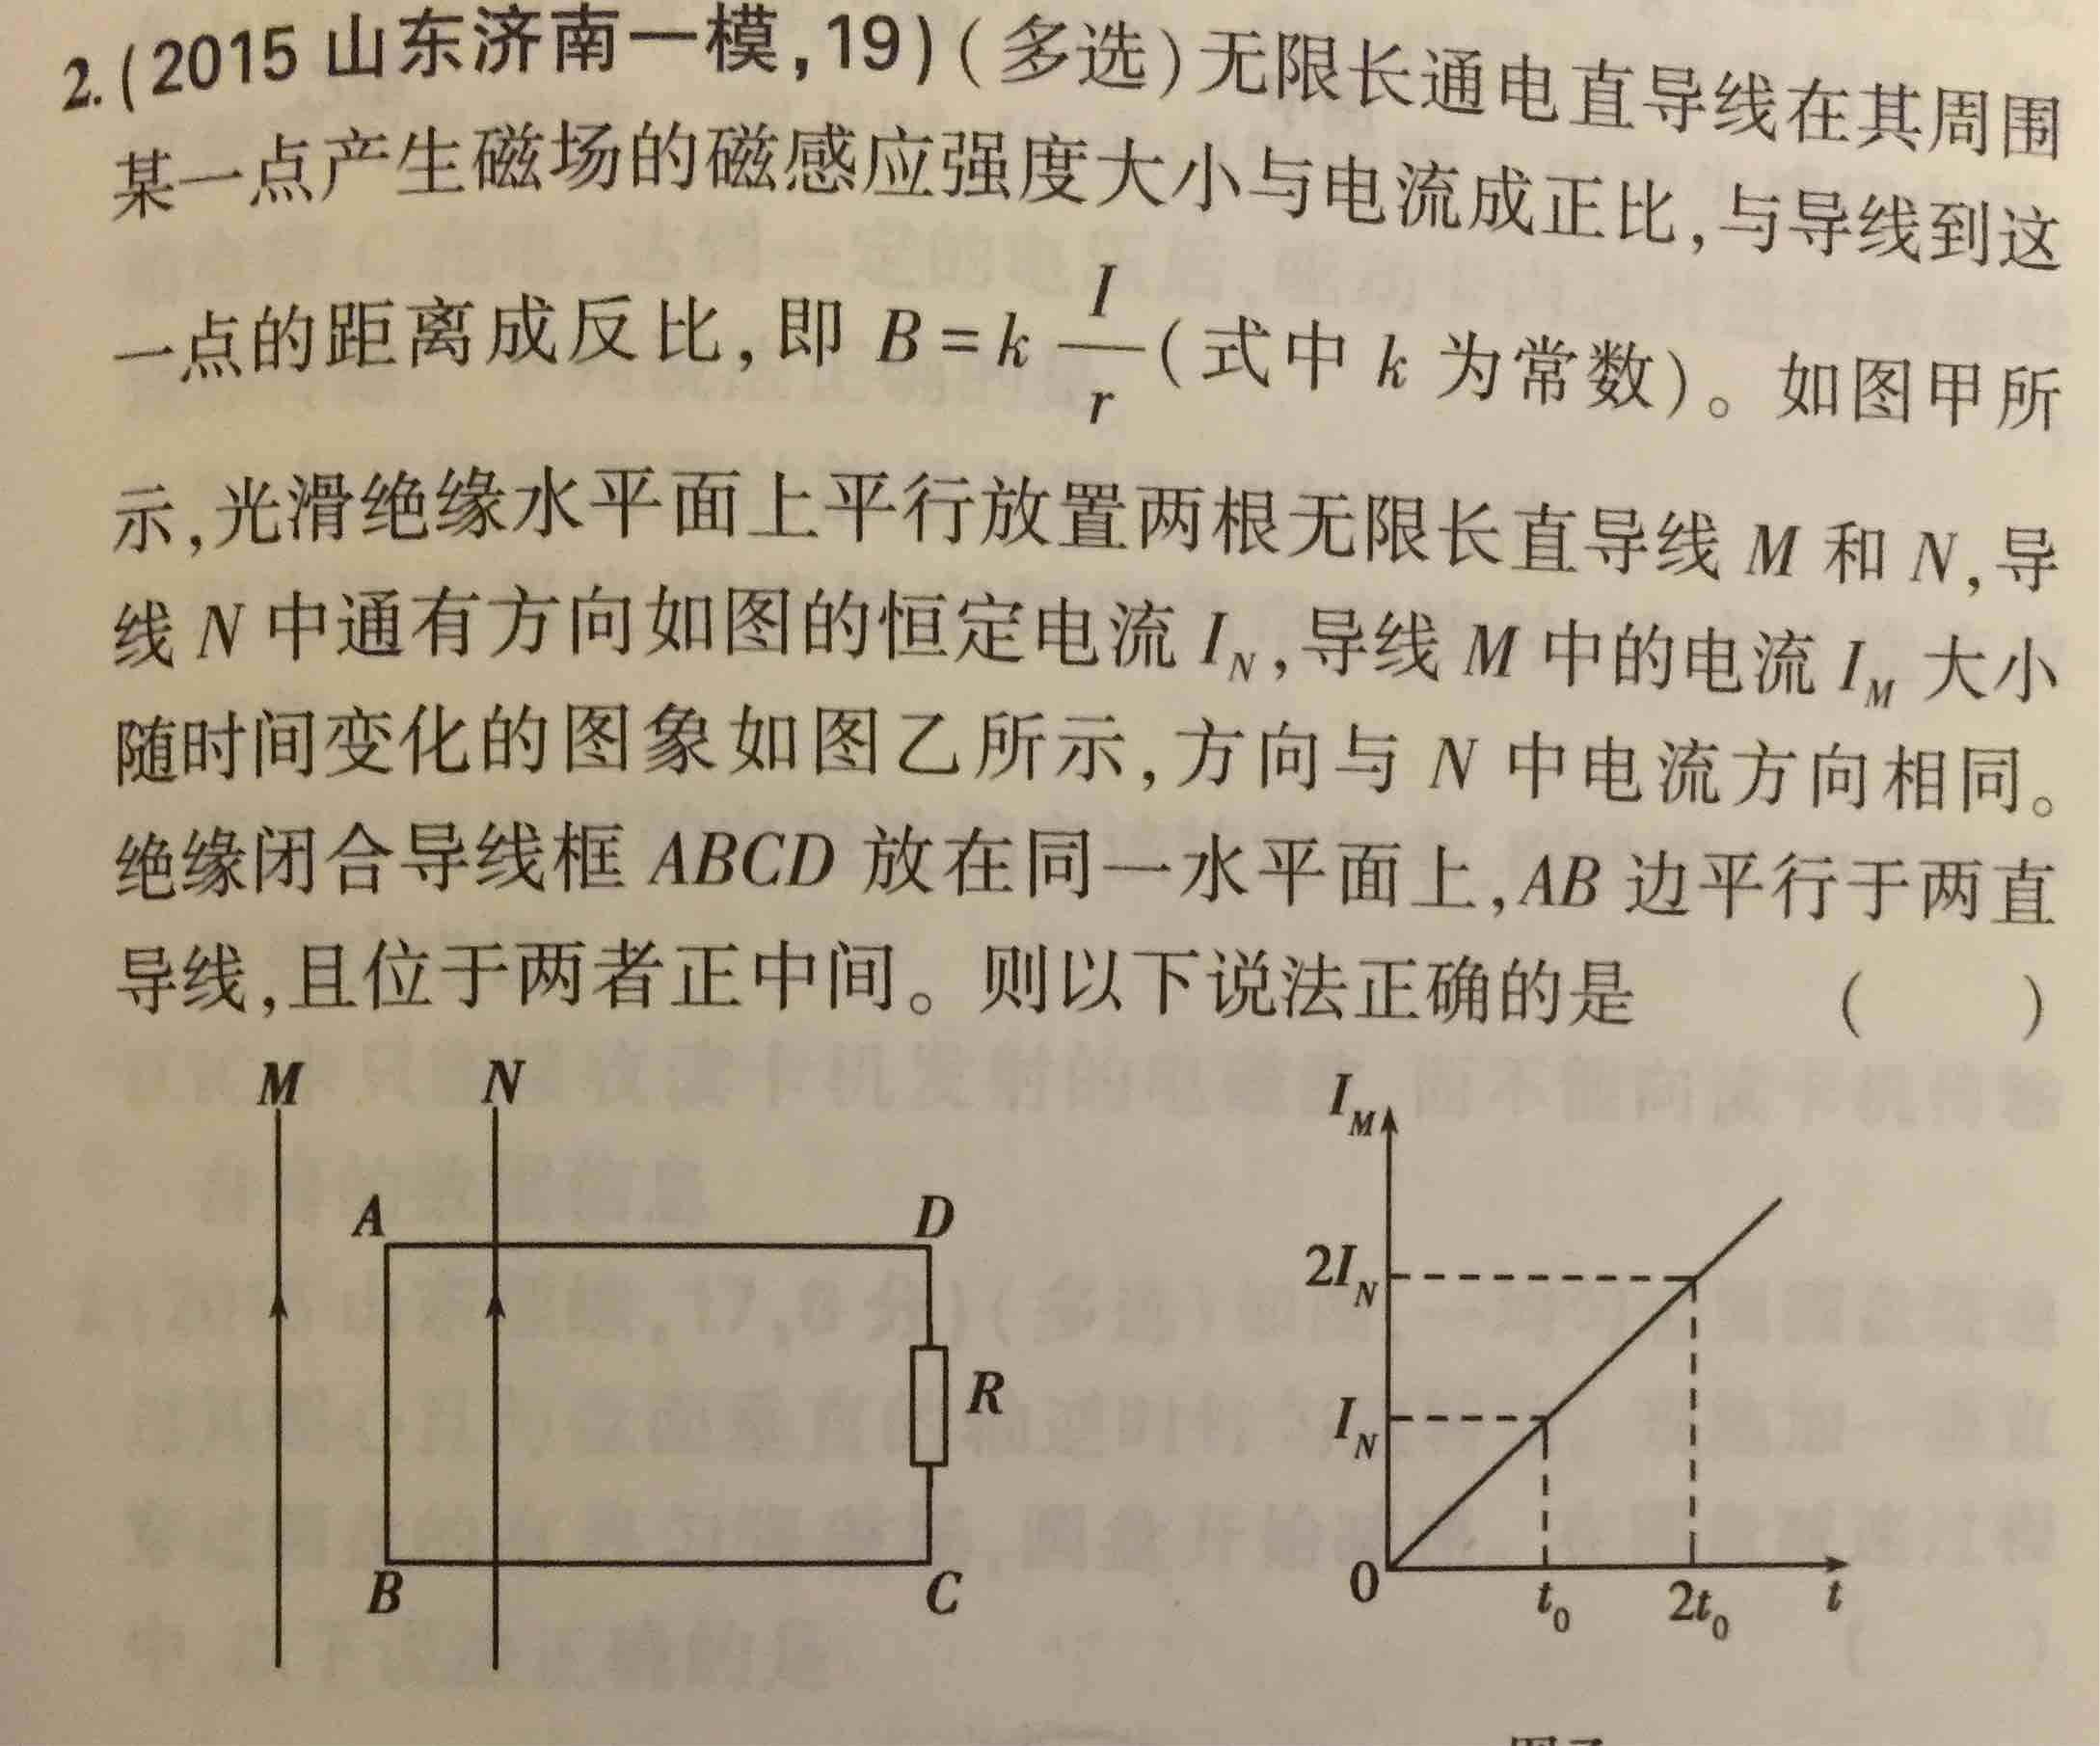 2.(2015 山东济南一模,19)(多选)无限长通电直导线在其周围
某一点产生磁场的磁感应强度大小与电流成正比,与导线到这
一点的距离成反比,即 B=k I/r(式中 k 为常数)。如图甲所
示,光滑绝缘水平面上平行放置两根无限长直导线 M 和 N,导
线 N 中通有方向如图的恒定电流 I_N,导线 M 中的电流 I_M 大小
随时间变化的图象如图乙所示,方向与 N 中电流方向相同。
绝缘闭合导线框 ABCD 放在同一水平面上,AB 边平行于两直
导线,且位于两者正中间。则以下说法正确的是 ( )
M N
A D
R
B C
I_M
2I_N
I_N
0 t_0 2t_0 t